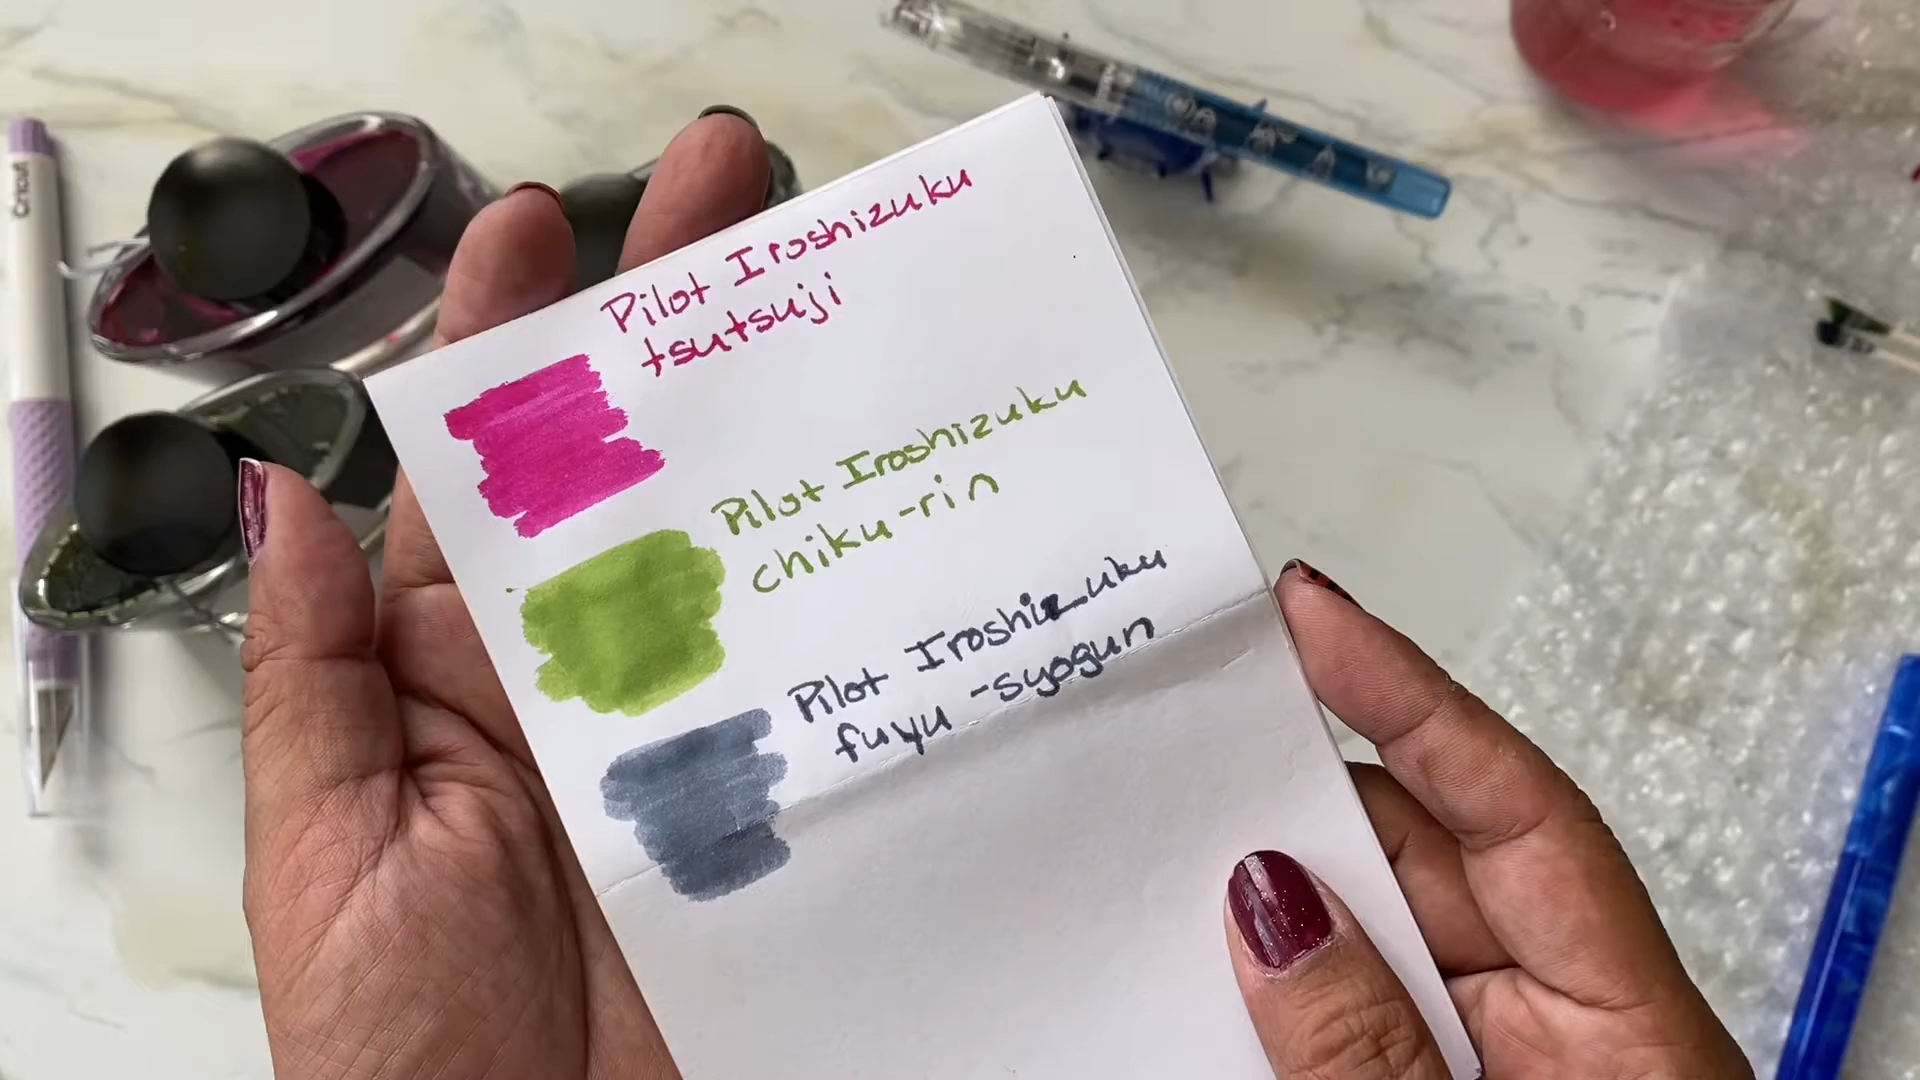 Pilot Iroshizuku
tsutsuji
Pilot Iroshizuku
chiku-rin
Pilot Iroshizuku
fuyu-syogun
Cricut